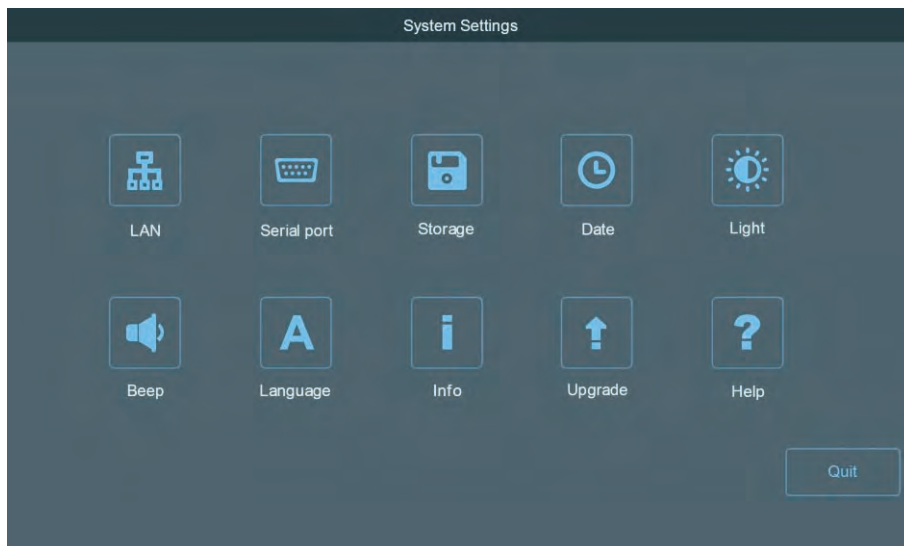 System Settings
LAN
Serial port
Storage
Date
Light
A
i
?
Beep
Language
Info
Upgrade
Help
Quit